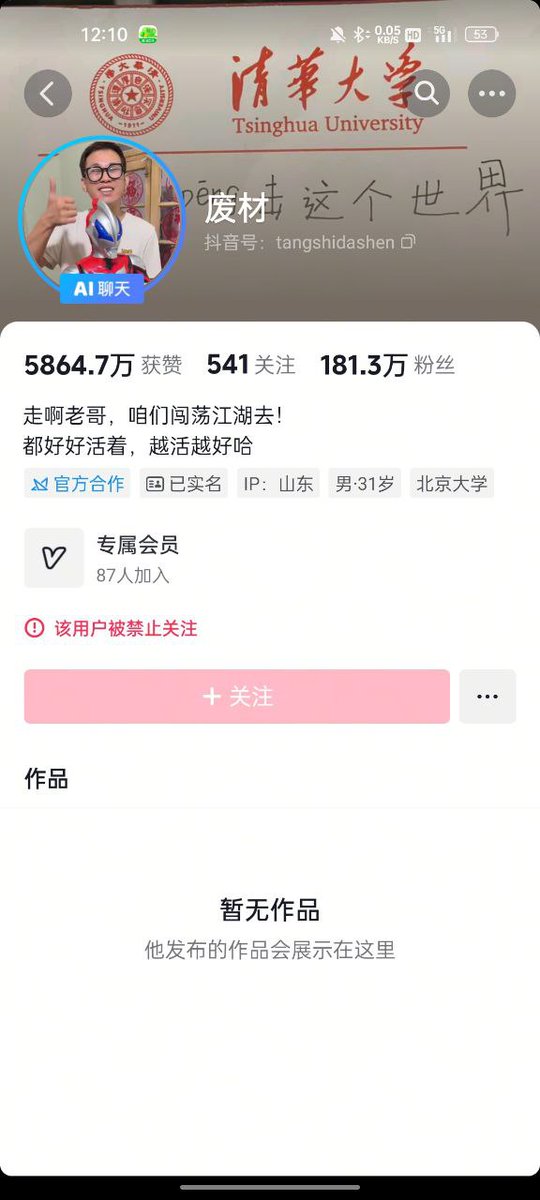 12:10
0.05
KB/S
HD
5G
53
清華大学
Tsinghua University
TSINGHUA UNIVERSITY
-1911-
pēng 去这个世界
废材
抖音号：tangshidashen
AI 聊天
5864.7万 获赞 541 关注 181.3万 粉丝
走啊老哥，咱们闯荡江湖去！
都好好活着，越活越好哈
官方合作 已实名 IP：山东 男·31岁 北京大学
专属会员
87人加入
该用户被禁止关注
+ 关注
作品
暂无作品
他发布的作品会展示在这里